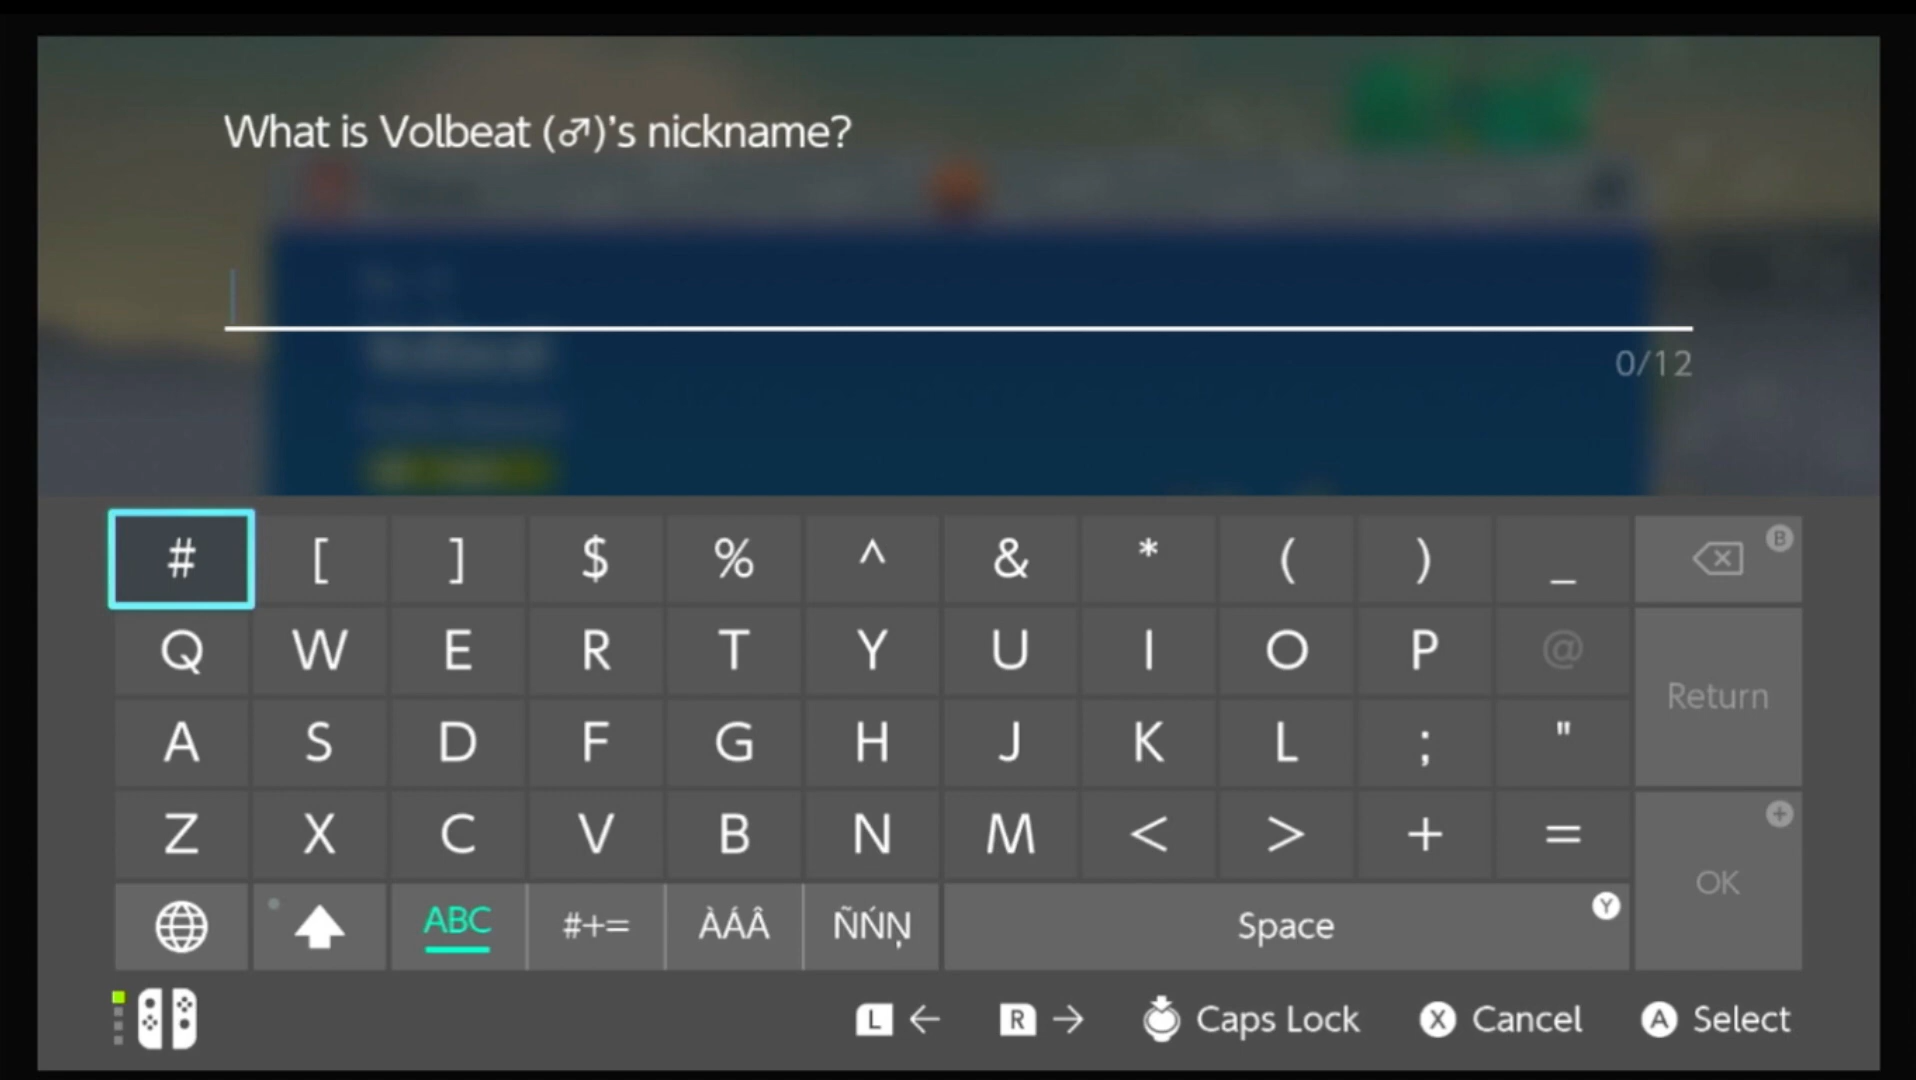 What is Volbeat (♂)'s nickname?
0/12
# [ ] $ % ^ & * ( ) _ B
Q W E R T Y U I O P @
Return
A S D F G H J K L ; "
Z X C V B N M < > + = +
OK
ABC #+= ÀÁÂ ÑŃŅ Space Y
L ← R → Caps Lock X Cancel A Select